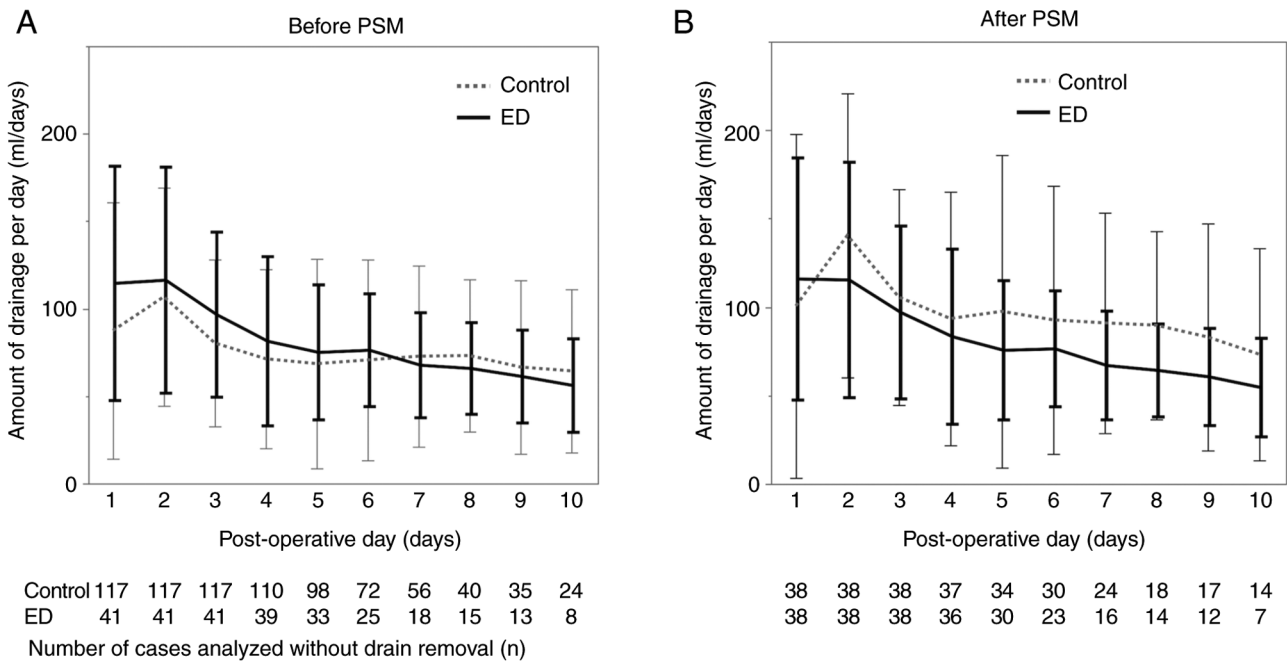 A
Before PSM
Control
ED
Amount of drainage per day (ml/days)
200
100
0
1 2 3 4 5 6 7 8 9 10
Post-operative day (days)
Control 117 117 117 110 98 72 56 40 35 24
ED 41 41 41 39 33 25 18 15 13 8
Number of cases analyzed without drain removal (n)
B
After PSM
Control
ED
Amount of drainage per day (ml/days)
200
100
0
1 2 3 4 5 6 7 8 9 10
Post-operative day (days)
38 38 38 37 34 30 24 18 17 14
38 38 38 36 30 23 16 14 12 7